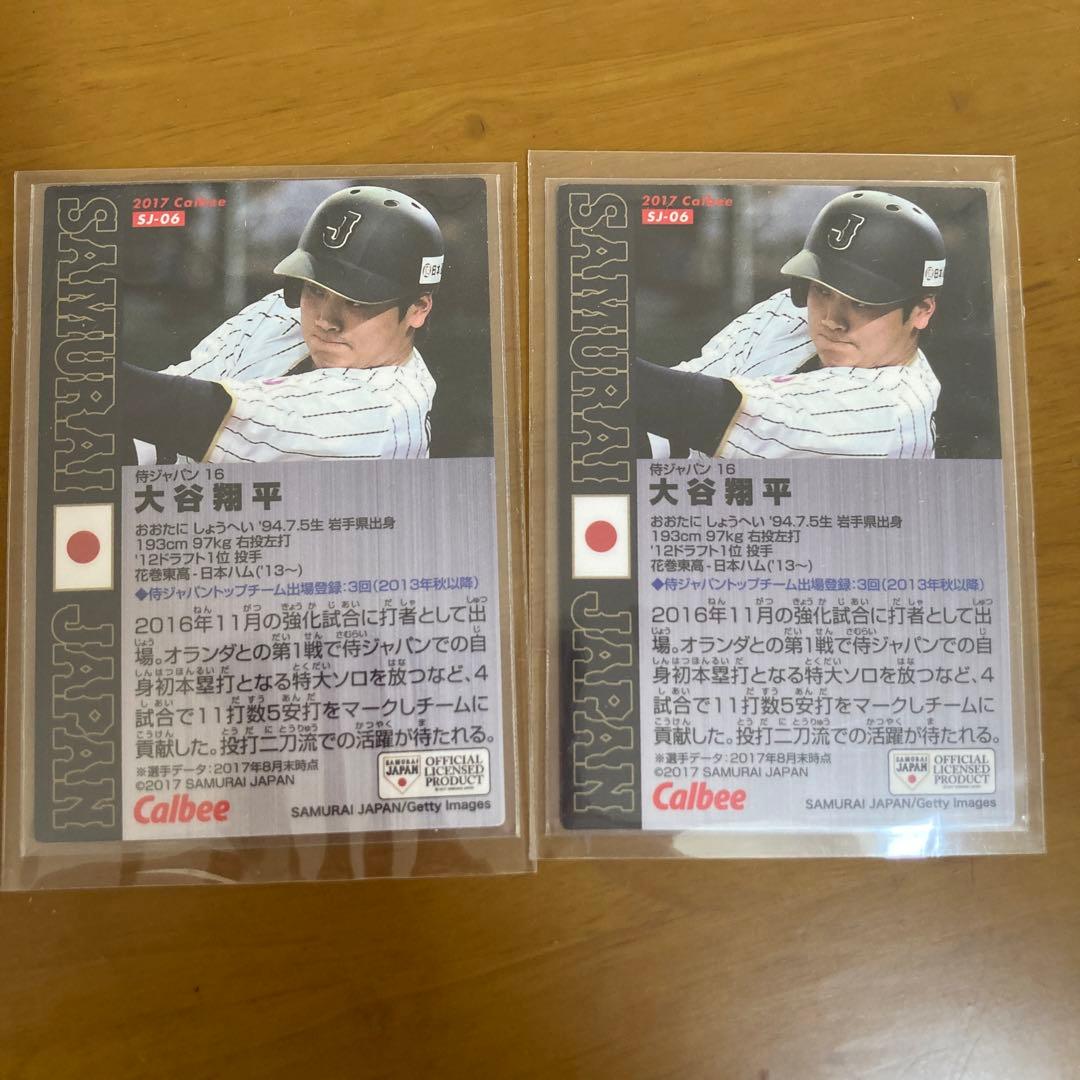 SAMURAI JAPAN
2017 Calbee
SJ-06
J
侍ジャパン 16
大谷翔平
おおたに しょうへい '94.7.5生 岩手県出身
193cm 97kg 右投左打
'12ドラフト1位 投手
花巻東高-日本ハム('13〜)
◆侍ジャパントップチーム出場登録:3回(2013年秋以降)
2016年11月の強化試合に打者として出
場。オランダとの第1戦で侍ジャパンでの自
身初本塁打となる特大ソロを放つなど、4
試合で11打数5安打をマークしチームに
貢献した。投打二刀流での活躍が待たれる。
※選手データ:2017年8月末時点
©2017 SAMURAI JAPAN
SAMURAI
JAPAN
OFFICIAL
LICENSED
PRODUCT
Calbee
SAMURAI JAPAN/Getty Images
SAMURAI JAPAN
2017 Calbee
SJ-06
J
侍ジャパン 16
大谷翔平
おおたに しょうへい '94.7.5生 岩手県出身
193cm 97kg 右投左打
'12ドラフト1位 投手
花巻東高-日本ハム('13〜)
◆侍ジャパントップチーム出場登録:3回(2013年秋以降)
2016年11月の強化試合に打者として出
場。オランダとの第1戦で侍ジャパンでの自
身初本塁打となる特大ソロを放つなど、4
試合で11打数5安打をマークしチームに
貢献した。投打二刀流での活躍が待たれる。
※選手データ:2017年8月末時点
©2017 SAMURAI JAPAN
SAMURAI
JAPAN
OFFICIAL
LICENSED
PRODUCT
Calbee
SAMURAI JAPAN/Getty Images